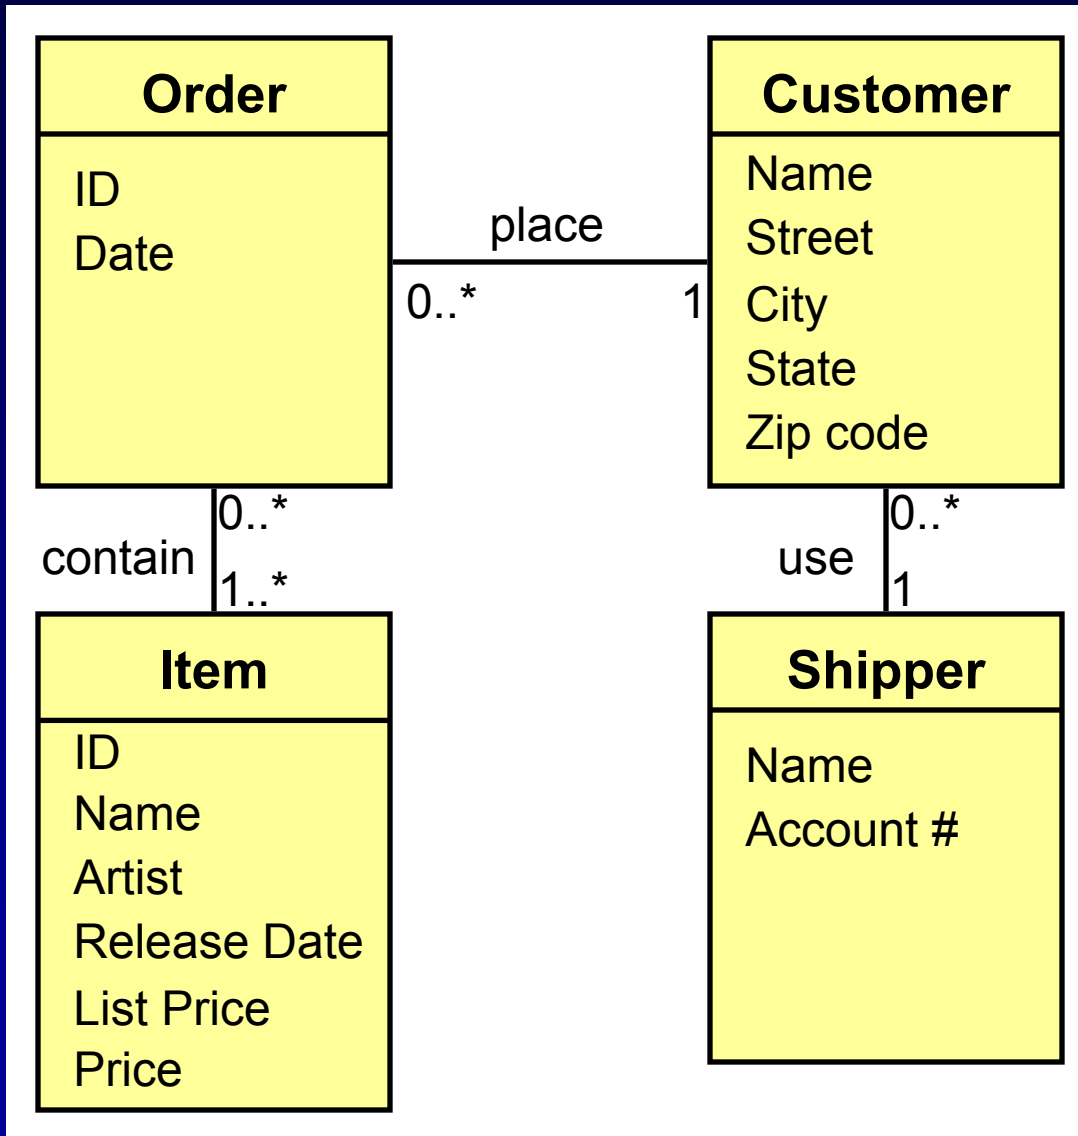 Order
ID
Date
place
0..*
1
Customer
Name
Street
City
State
Zip code
0..*
contain
1..*
0..*
use
1
Item
ID
Name
Artist
Release Date
List Price
Price
Shipper
Name
Account #